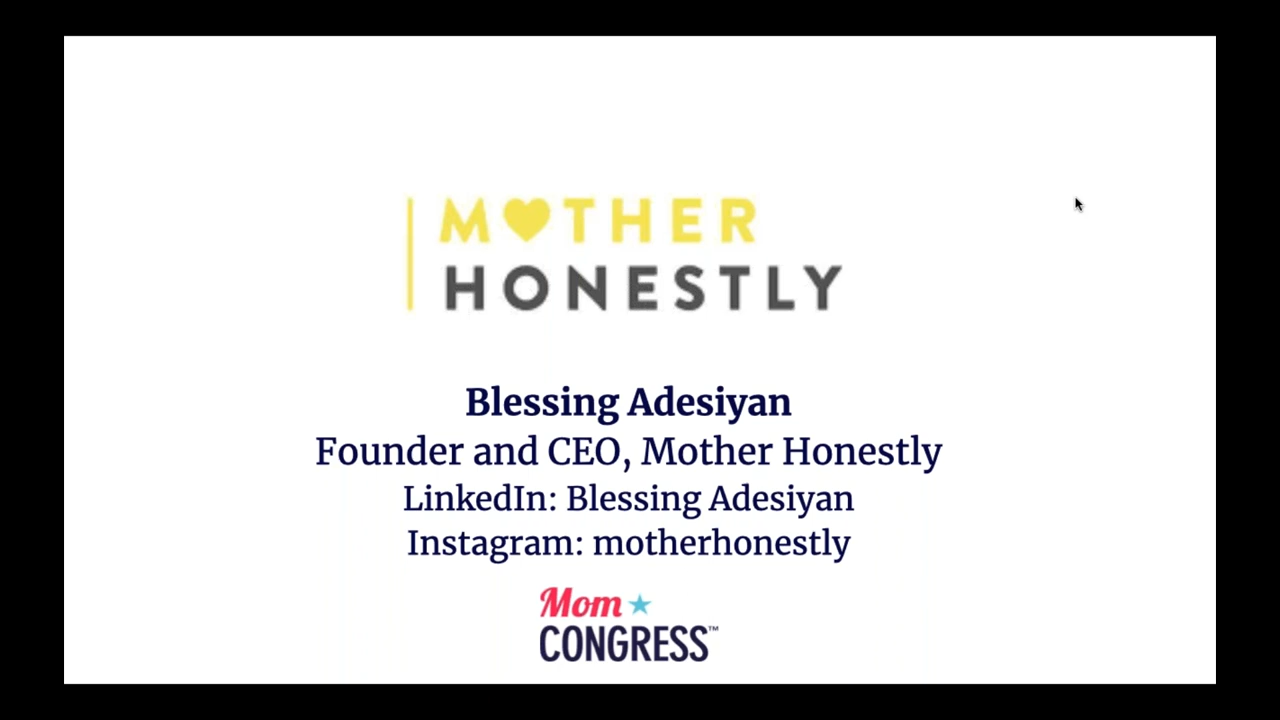 MOTHER
HONESTLY
Blessing Adesiyan
Founder and CEO, Mother Honestly
LinkedIn: Blessing Adesiyan
Instagram: motherhonestly
Mom
CONGRESS™